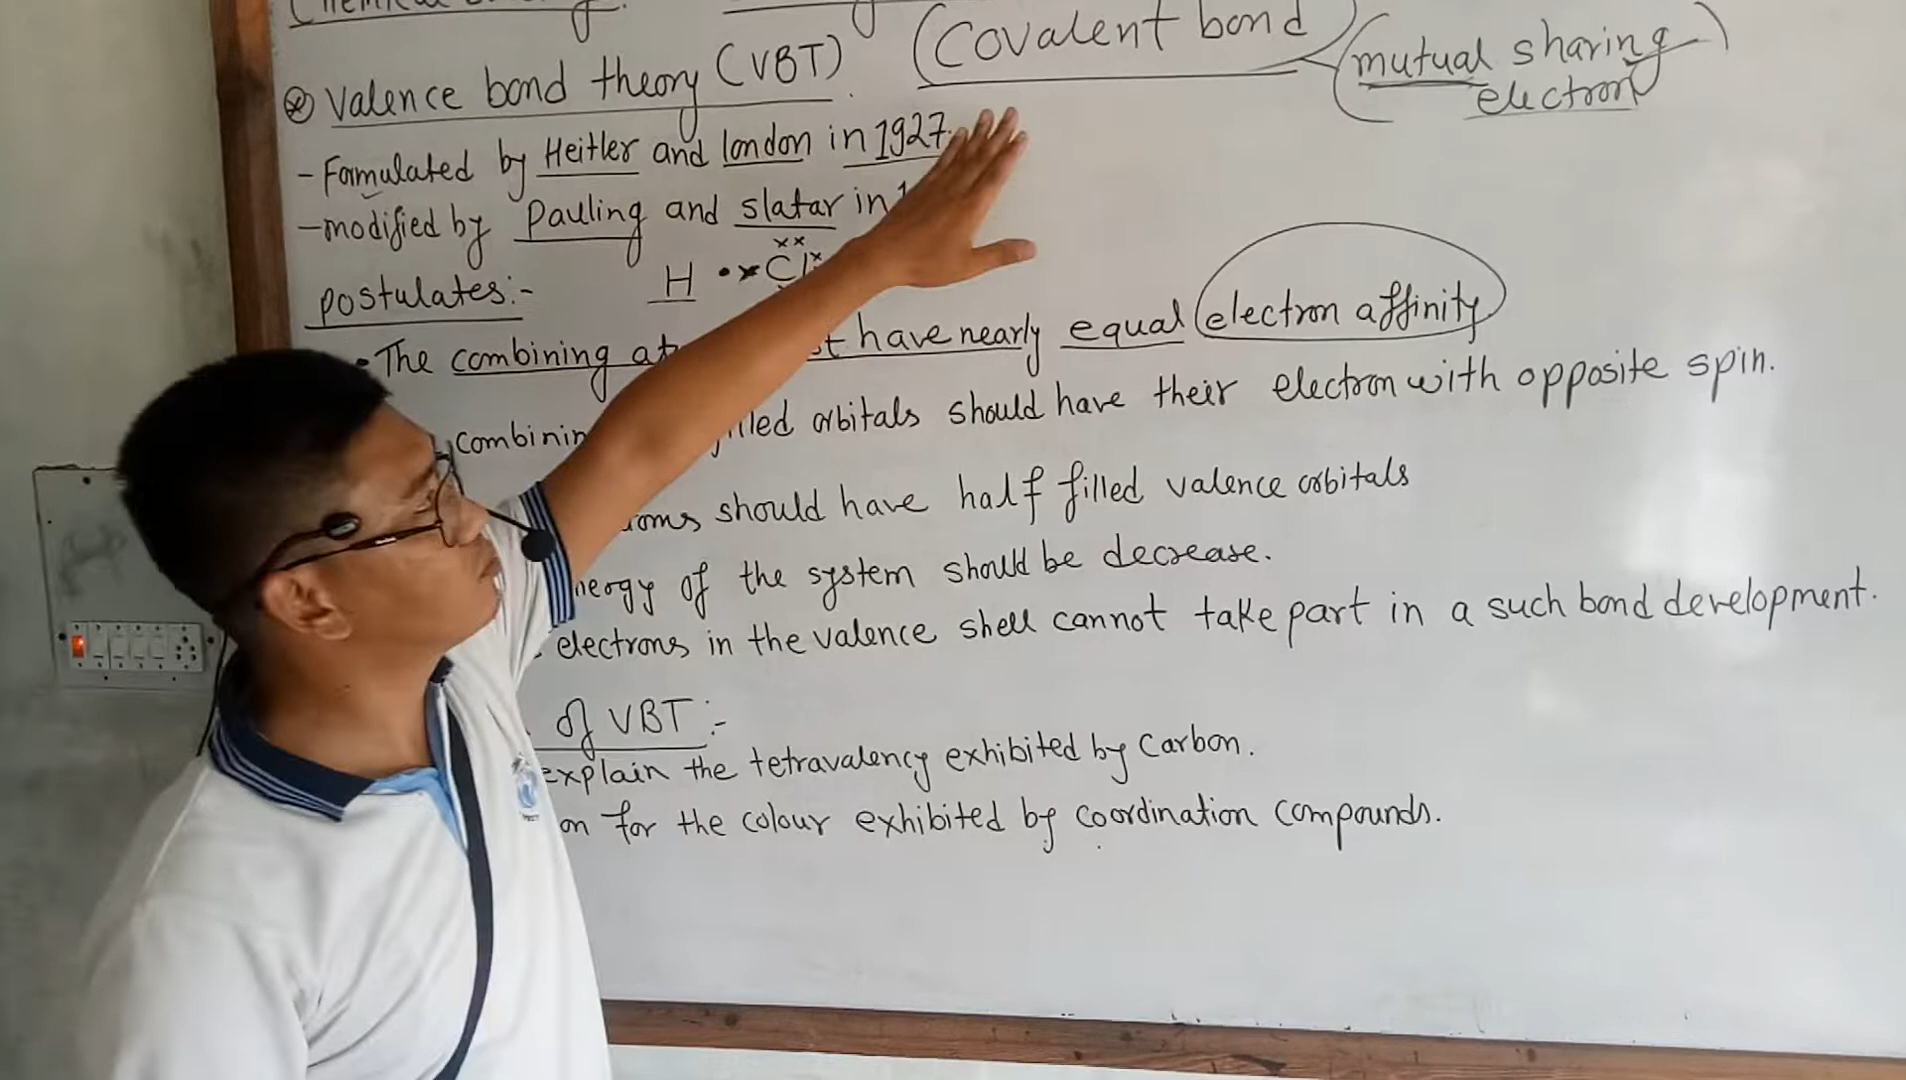 Chemical
⊛ Valence bond theory (VBT). (Covalent bond
(mutual sharing
electron)
- Formulated by Heitler and london in 1927.
- modified by Pauling and slatar in
postulates:-
H •× Cl
• The combining have nearly equal electron affinity
filled orbitals should have their electron with opposite spin.
should have half filled valence orbitals
of the system should be decrease.
electrons in the valence shell cannot take part in a such bond development.
of VBT:-
explain the tetravalency exhibited by carbon.
for the colour exhibited by coordination compounds.